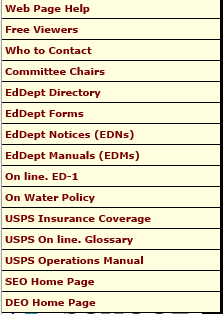 Web Page Help
Free Viewers
Who to Contact
Committee Chairs
EdDept Directory
EdDept Forms
EdDept Notices (EDNs)
EdDept Manuals (EDMs)
On line. ED-1
On Water Policy
USPS Insurance Coverage
USPS On line. Glossary
USPS Operations Manual
SEO Home Page
DEO Home Page